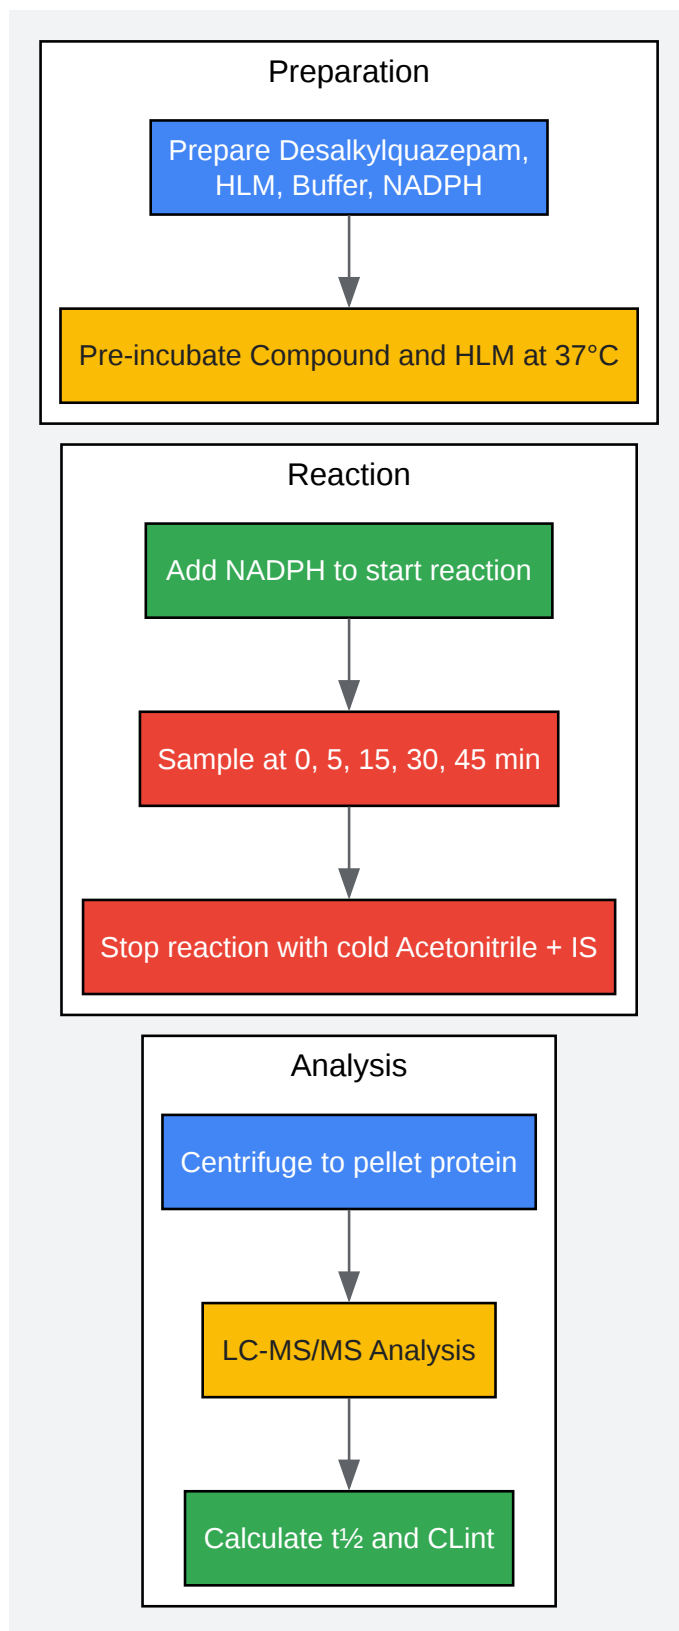 Preparation
Prepare Desalkylquazepam,
HLM, Buffer, NADPH
Pre-incubate Compound and HLM at 37°C
Reaction
Add NADPH to start reaction
Sample at 0, 5, 15, 30, 45 min
Stop reaction with cold Acetonitrile + IS
Analysis
Centrifuge to pellet protein
LC-MS/MS Analysis
Calculate t½ and CLint